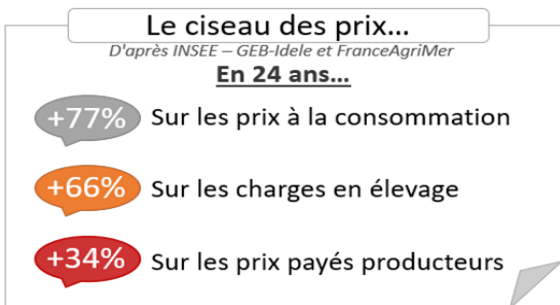 Le ciseau des prix...
D'après INSEE – GEB-Idele et FranceAgriMer
En 24 ans...
+77% Sur les prix à la consommation
+66% Sur les charges en élevage
+34% Sur les prix payés producteurs